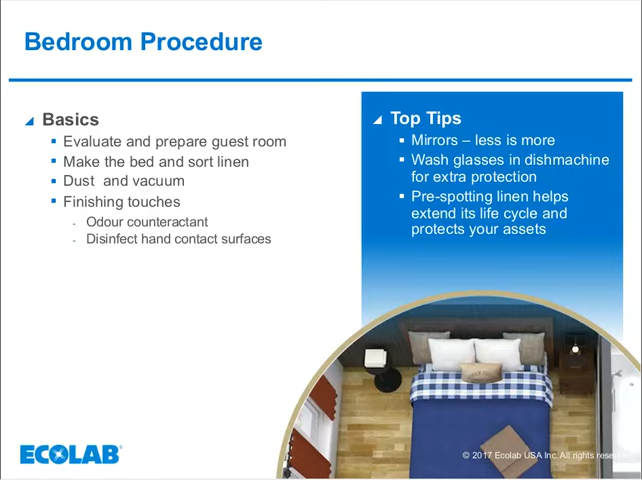 Bedroom Procedure
Basics
Evaluate and prepare guest room
Make the bed and sort linen
Dust and vacuum
Finishing touches
- Odour counteractant
- Disinfect hand contact surfaces
Top Tips
Mirrors – less is more
Wash glasses in dishmachine
for extra protection
Pre-spotting linen helps
extend its life cycle and
protects your assets
ECOLAB®
© 2017 Ecolab USA Inc. All rights